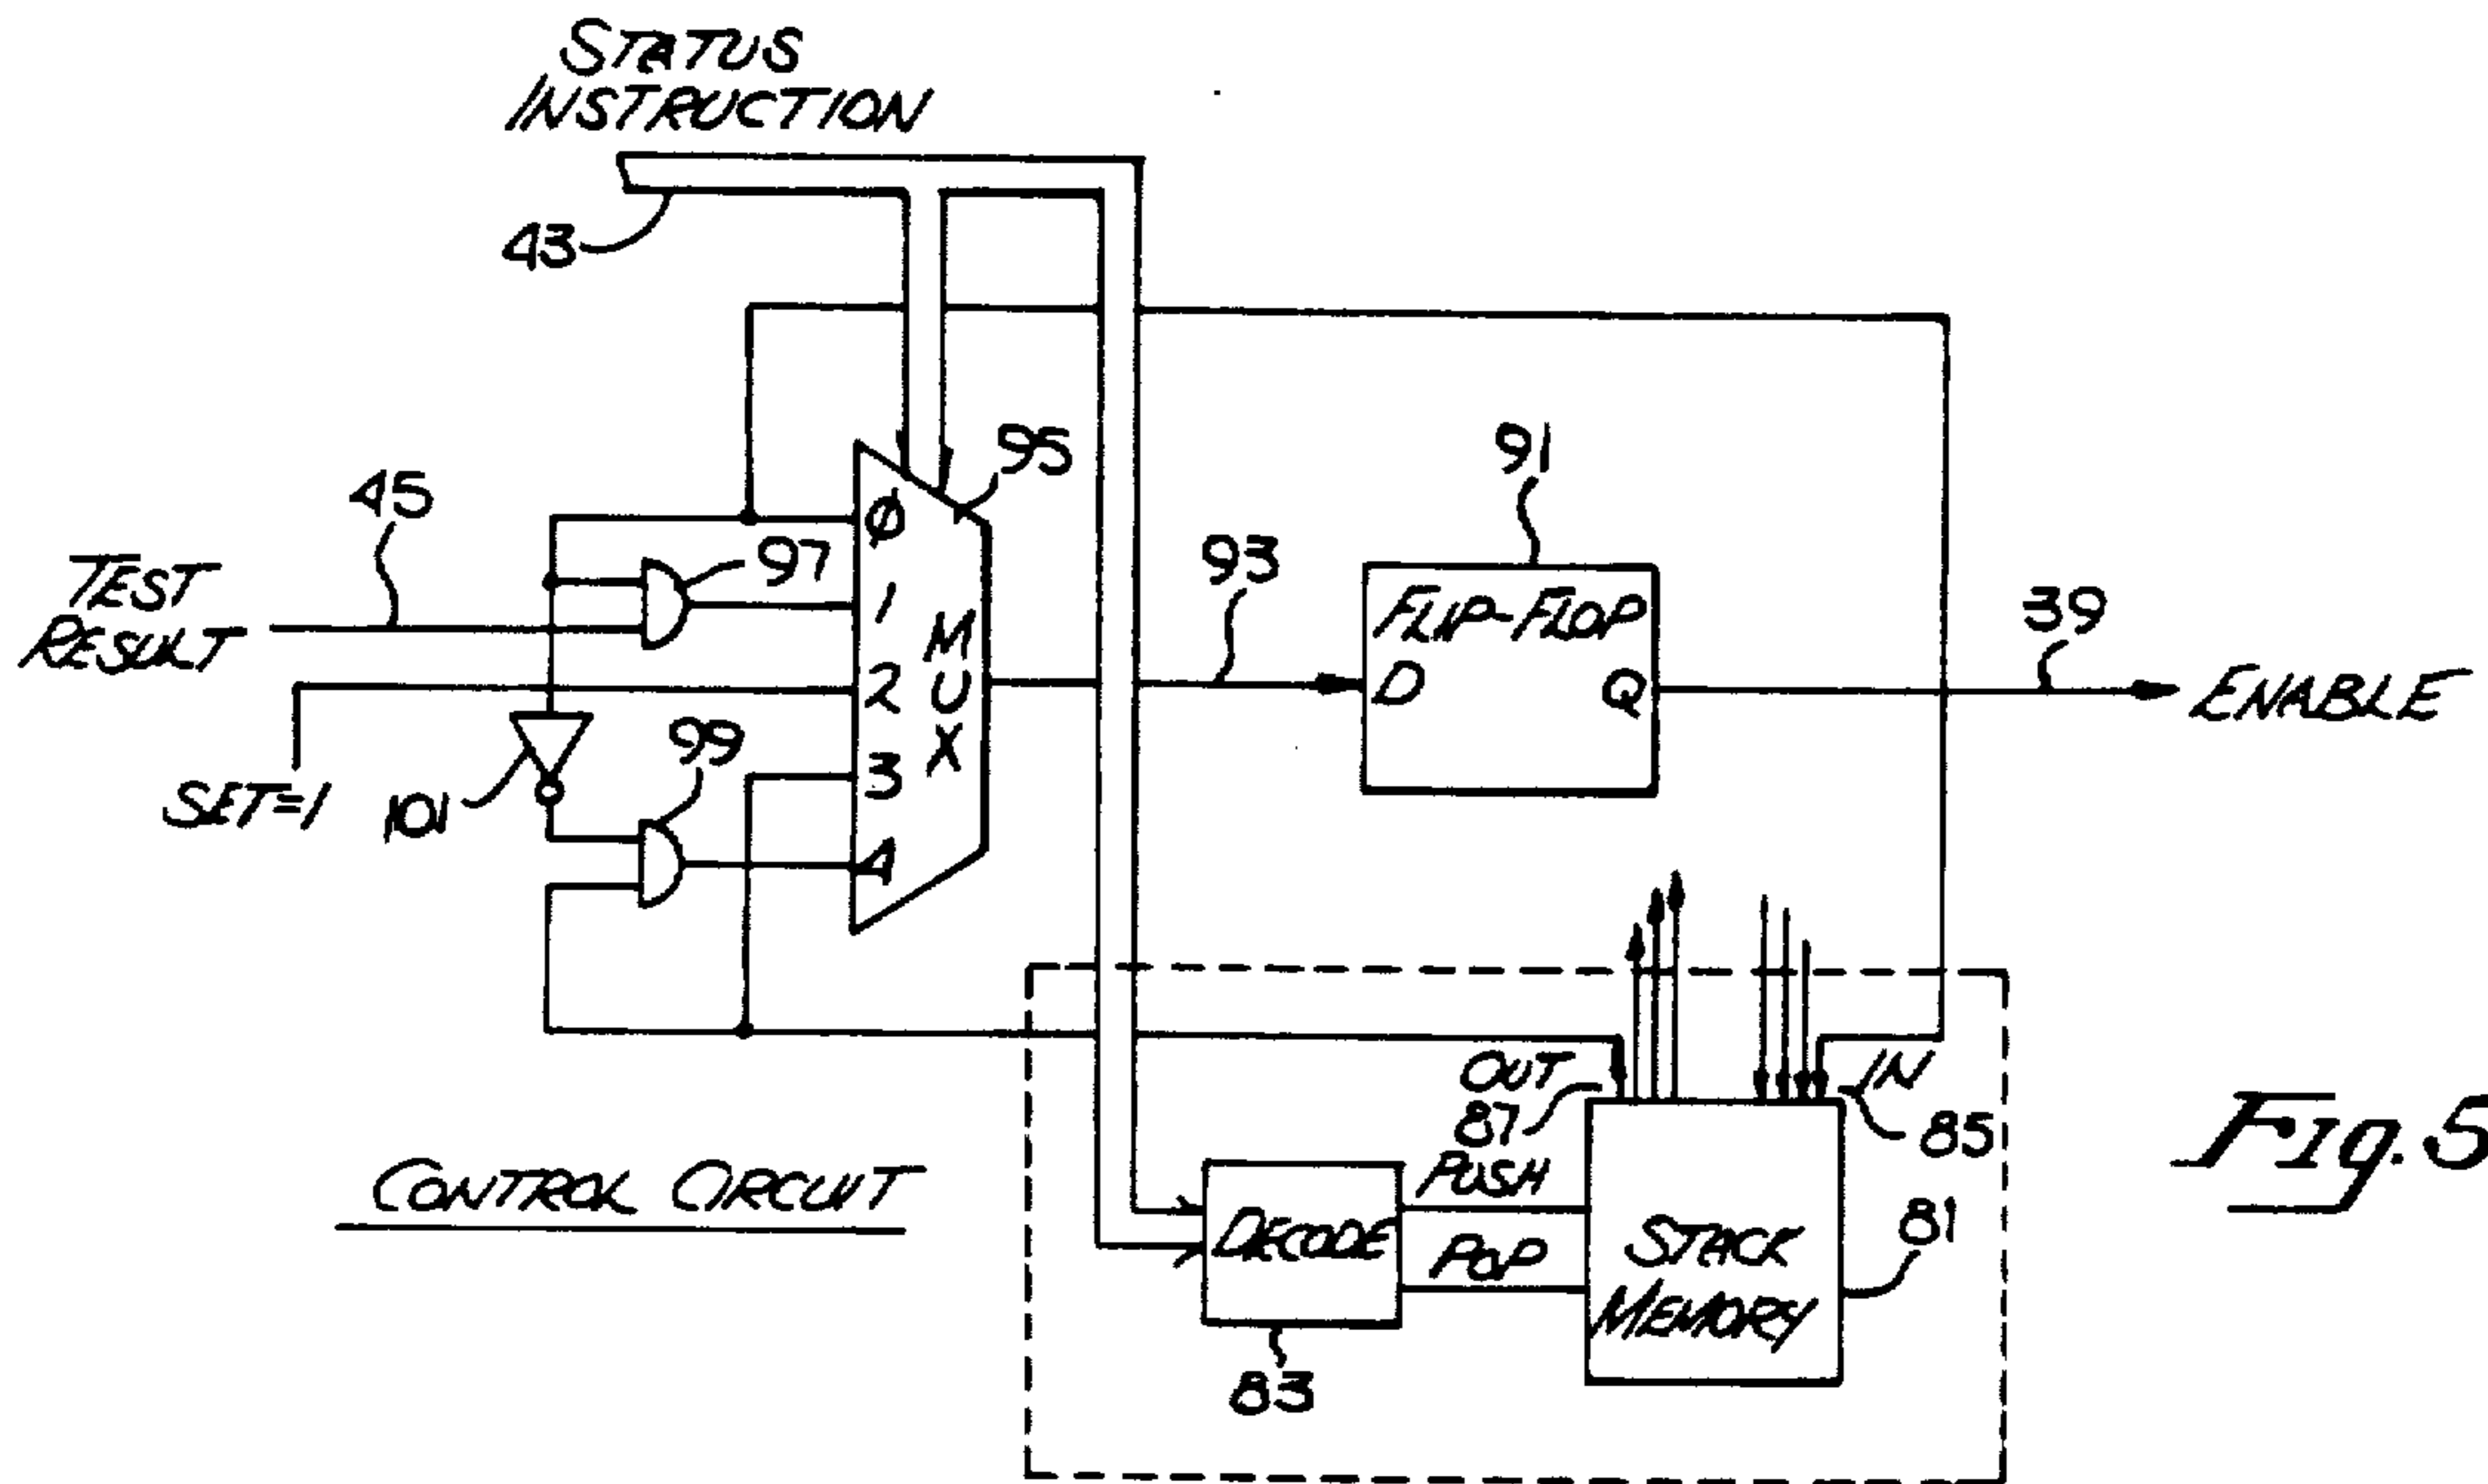 STATUS
INSTRUCTION
43
95
91
45
97
93
39
TEST
RESULT
Ø
1
2
3
4
MUX
FLIP-FLOP
D
Q
ENABLE
99
SET=1
101
OUT
87
IN
85
PUSH
POP
DECODE
STACK
MEMORY
81
83
CONTROL CIRCUIT
FIG. 5